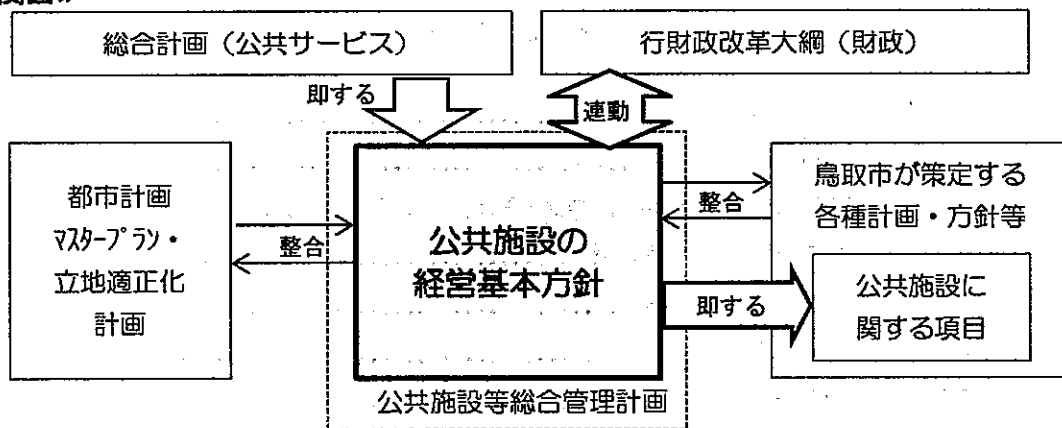 総合計画（公共サービス）
行財政改革大綱（財政）
即する
連動
都市計画
ﾏｽﾀｰﾌﾟﾗﾝ・
立地適正化
計画
整合
公共施設の
経営基本方針
整合
鳥取市が策定する
各種計画・方針等
即する
公共施設に
関する項目
公共施設等総合管理計画